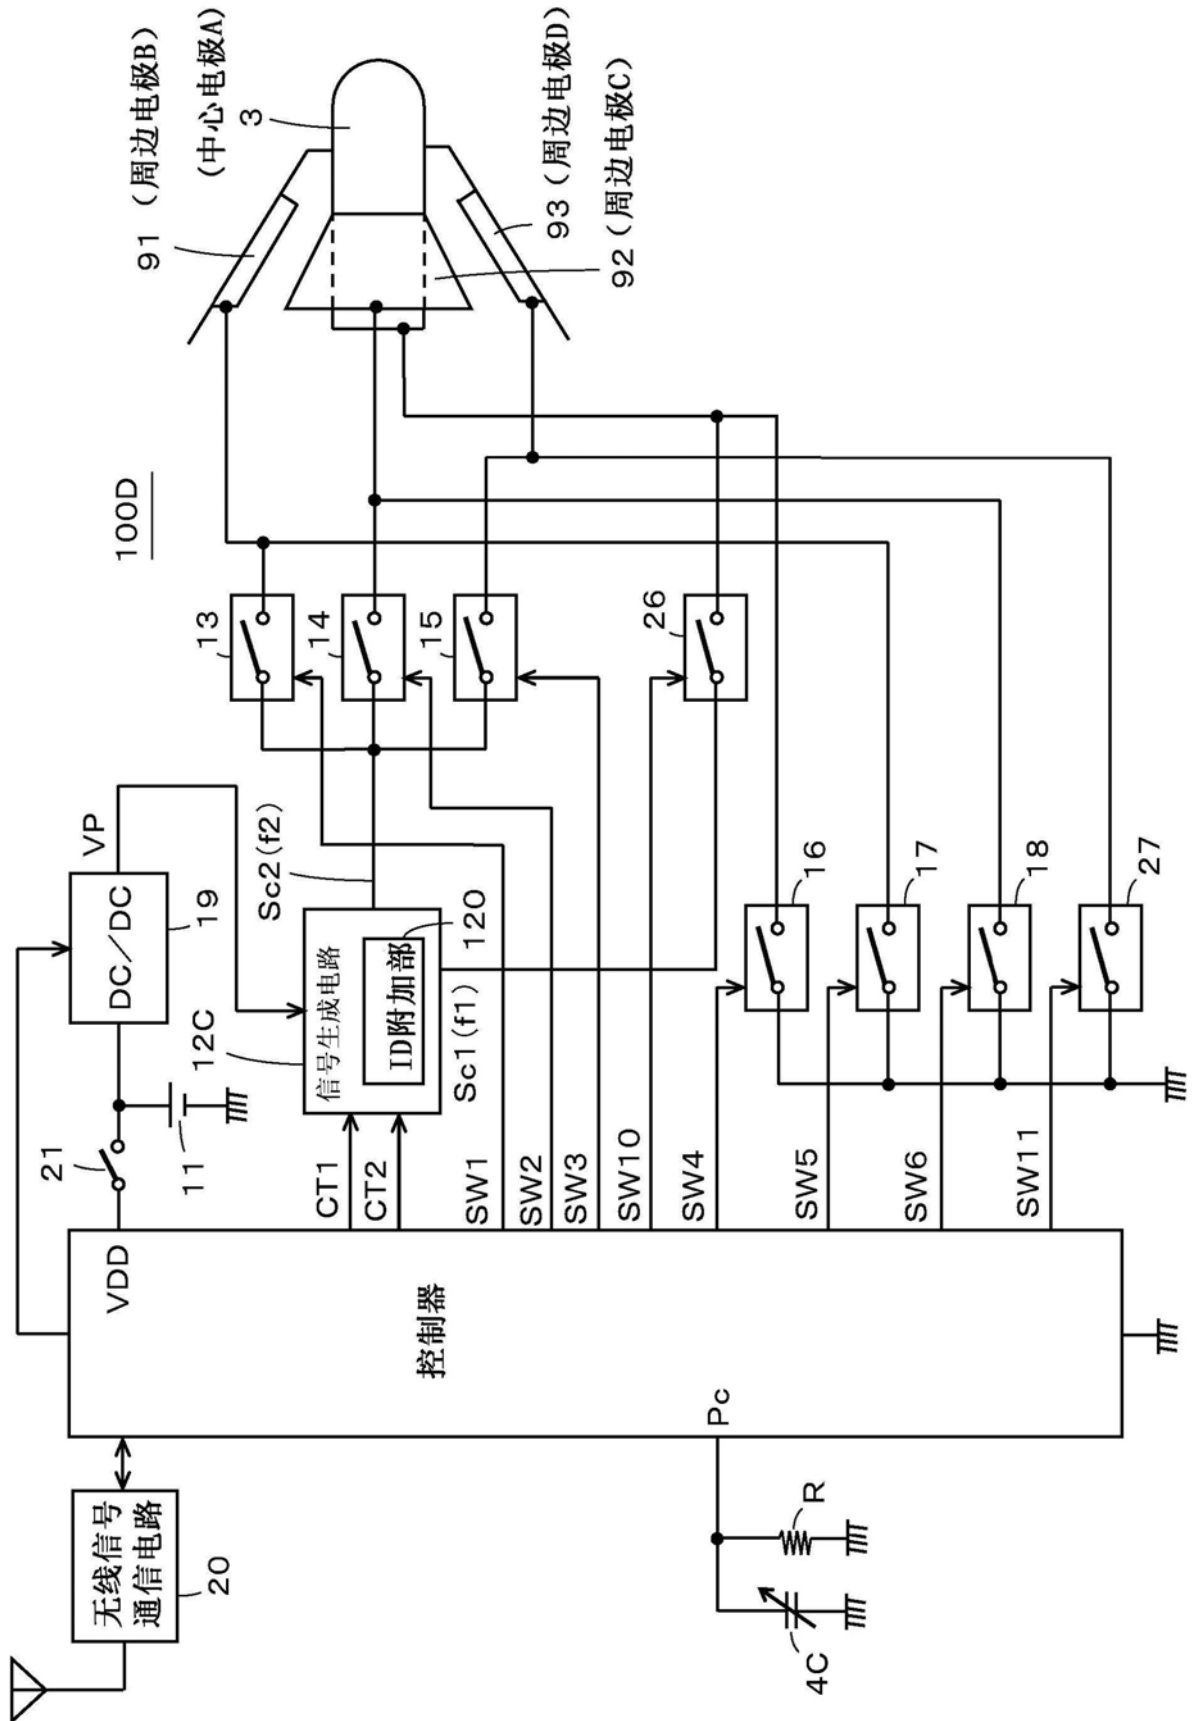 100D
91 (周边电极B)
(中心电极A)
3
93 (周边电极D)
92 (周边电极C)
VP
DC/DC
19
21
11
VDD
Sc2(f2)
12C
信号生成电路
ID附加部
120
Sc1(f1)
CT1
CT2
SW1
SW2
SW3
SW10
SW4
SW5
SW6
SW11
13
14
15
26
16
17
18
27
控制器
Pc
无线信号
通信电路
20
R
4C